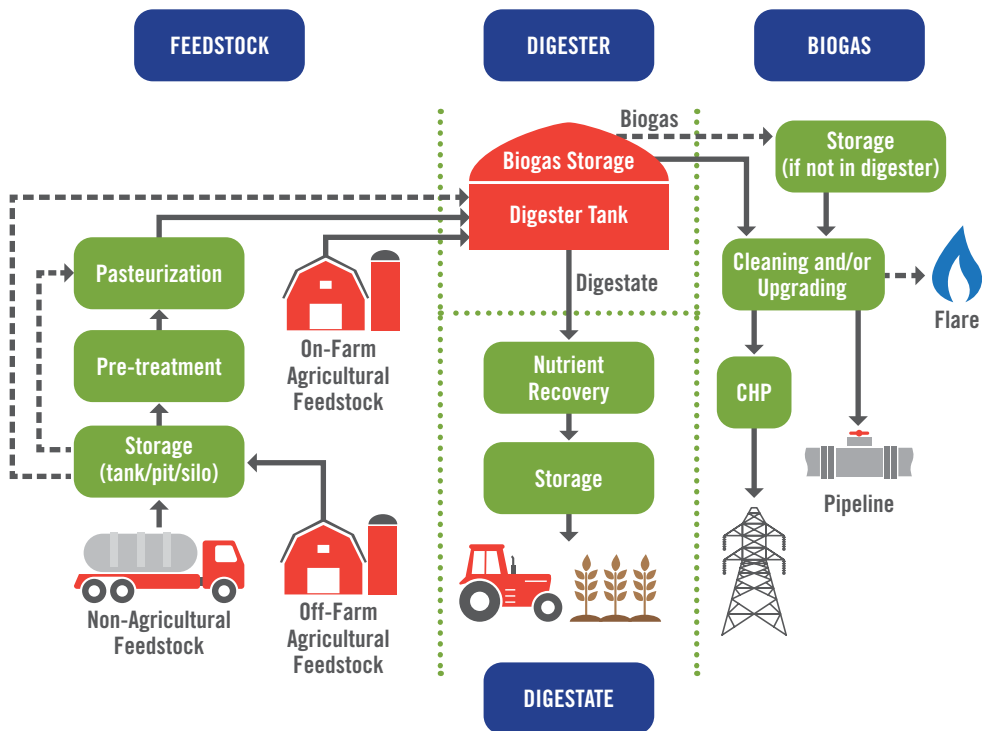 FEEDSTOCK
DIGESTER
BIOGAS
Biogas
Storage
(if not in digester)
Biogas Storage
Digester Tank
Pasteurization
Cleaning and/or
Upgrading
Digestate
Flare
On-Farm
Agricultural
Feedstock
Pre-treatment
Nutrient
Recovery
CHP
Storage
(tank/pit/silo)
Storage
Pipeline
Non-Agricultural
Feedstock
Off-Farm
Agricultural
Feedstock
DIGESTATE